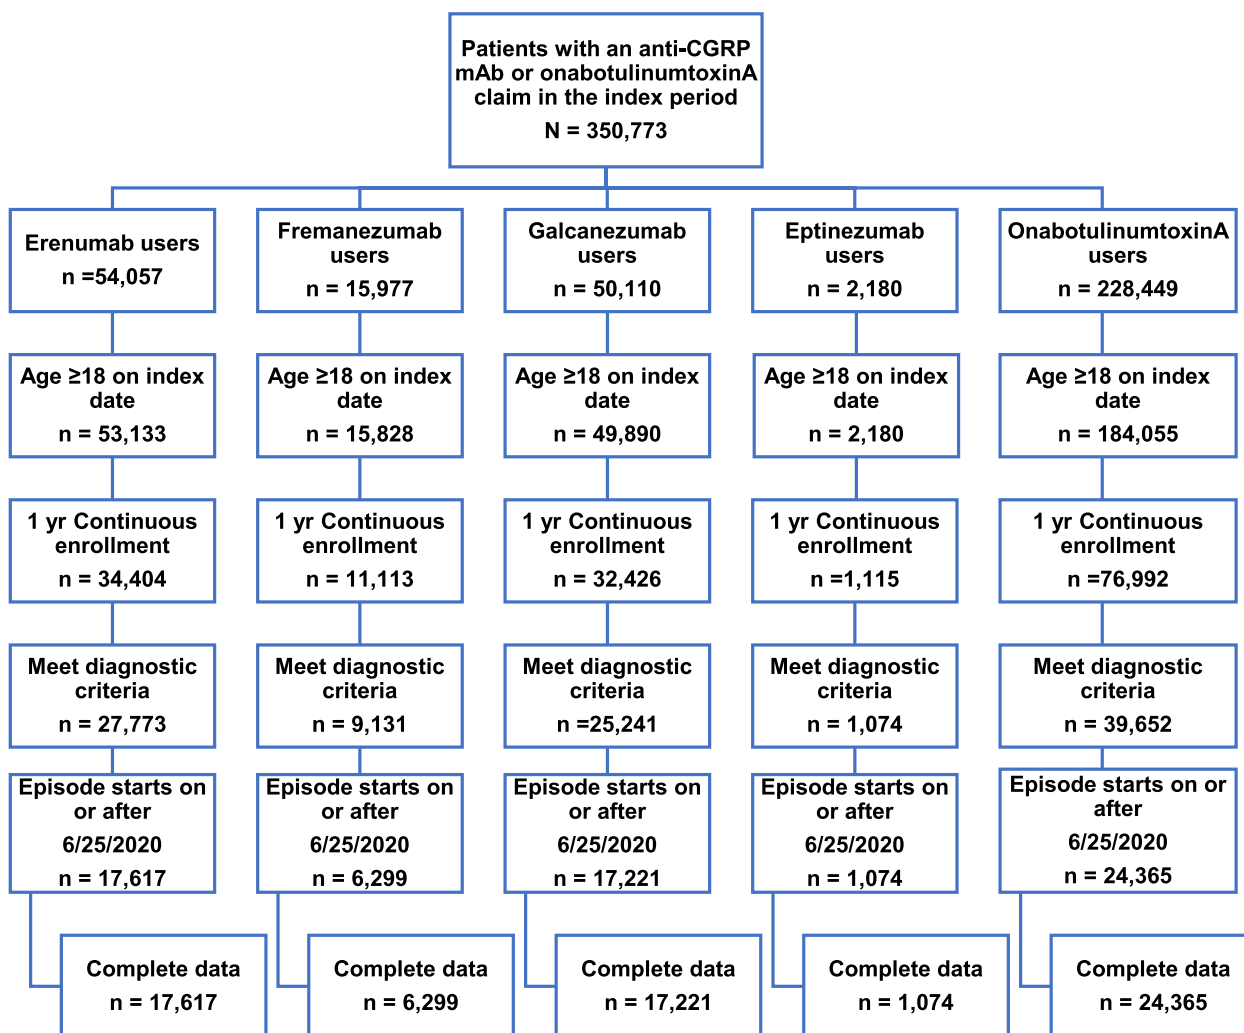 Patients with an anti-CGRP
mAb or onabotulinumtoxinA
claim in the index period
N = 350,773
Erenumab users
n =54,057
Fremanezumab
users
n = 15,977
Galcanezumab
users
n = 50,110
Eptinezumab
users
n = 2,180
OnabotulinumtoxinA
users
n = 228,449
Age ≥18 on index
date
n = 53,133
Age ≥18 on index
date
n = 15,828
Age ≥18 on index
date
n = 49,890
Age ≥18 on index
date
n = 2,180
Age ≥18 on index
date
n = 184,055
1 yr Continuous
enrollment
n = 34,404
1 yr Continuous
enrollment
n = 11,113
1 yr Continuous
enrollment
n = 32,426
1 yr Continuous
enrollment
n =1,115
1 yr Continuous
enrollment
n =76,992
Meet diagnostic
criteria
n = 27,773
Meet diagnostic
criteria
n = 9,131
Meet diagnostic
criteria
n =25,241
Meet diagnostic
criteria
n = 1,074
Meet diagnostic
criteria
n = 39,652
Episode starts on
or after
6/25/2020
n = 17,617
Episode starts on
or after
6/25/2020
n = 6,299
Episode starts on
or after
6/25/2020
n = 17,221
Episode starts on
or after
6/25/2020
n = 1,074
Episode starts on or
after
6/25/2020
n = 24,365
Complete data
n = 17,617
Complete data
n = 6,299
Complete data
n = 17,221
Complete data
n = 1,074
Complete data
n = 24,365